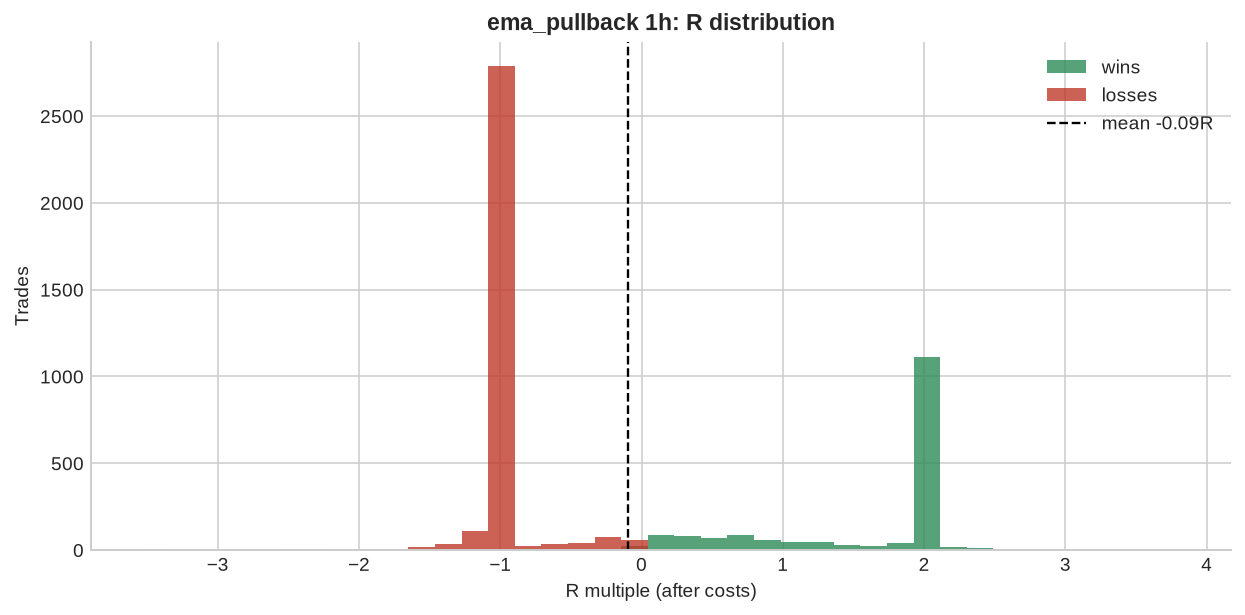 ema_pullback 1h: R distribution
wins
losses
mean -0.09R
Trades
2500
2000
1500
1000
500
0
−3
−2
−1
0
1
2
3
4
R multiple (after costs)